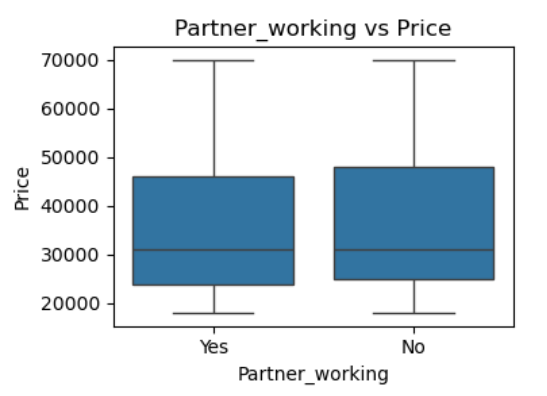 Partner_working vs Price
Price
70000
60000
50000
40000
30000
20000
Yes
No
Partner_working